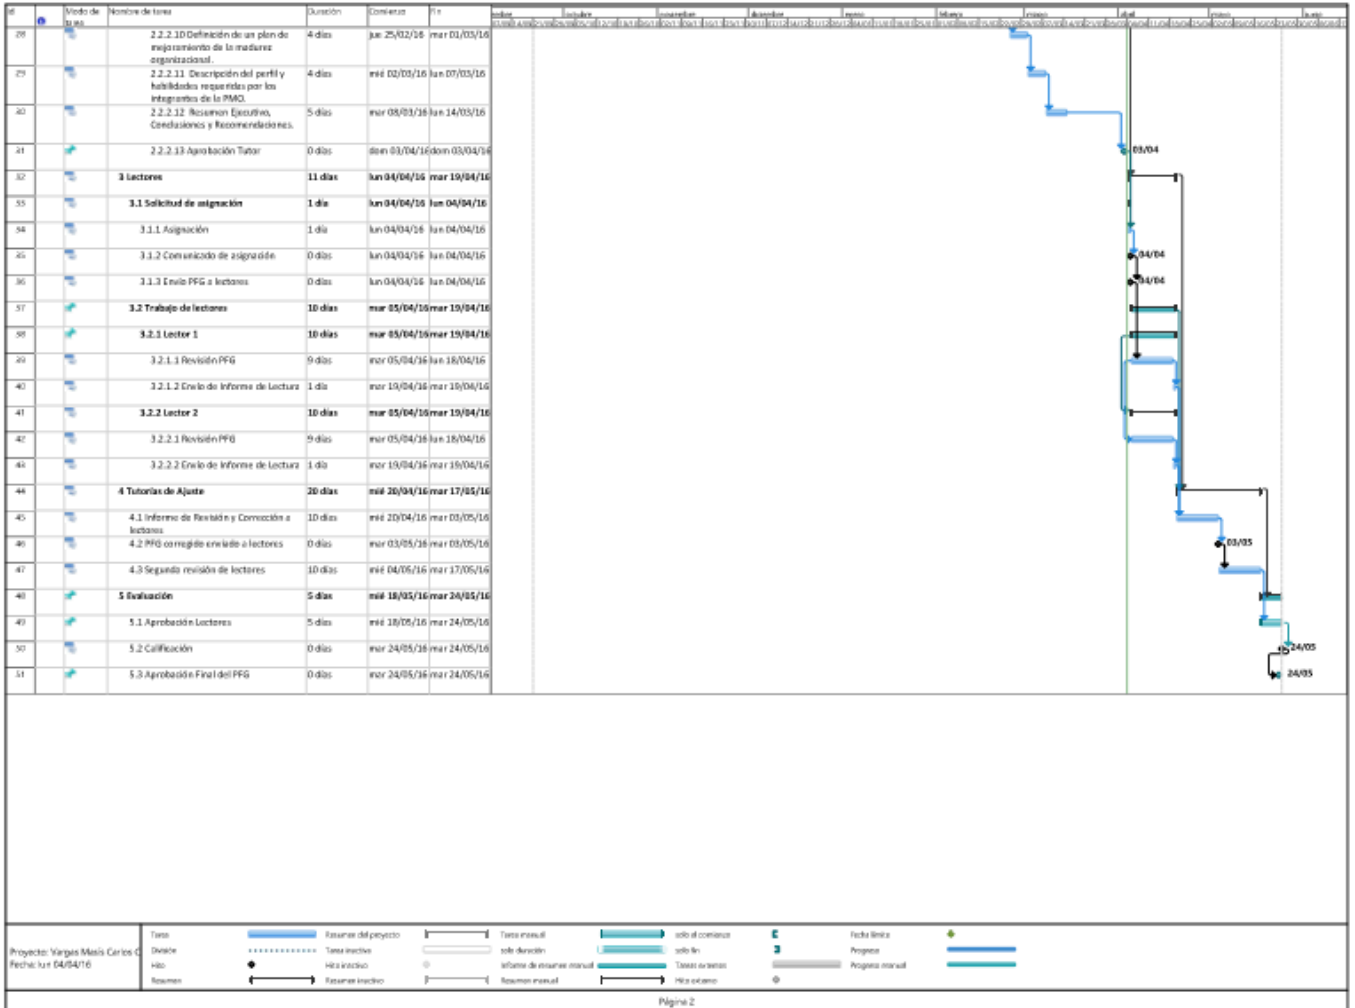 Id Modo de tarea Nombre de tarea Duración Comienzo Fin
octubre noviembre diciembre enero febrero marzo abril mayo junio
28 2.2.2.10 Definición de un plan de 4 días jue 25/02/16 mar 01/03/16
mejoramiento de la madurez
organizacional.
29 2.2.2.11 Descripción del perfil y 4 días mié 02/03/16 lun 07/03/16
habilidades requeridas por los
integrantes de la PMO.
30 2.2.2.12 Resumen Ejecutivo, 5 días mar 08/03/16 lun 14/03/16
Conclusiones y Recomendaciones.
31 2.2.2.13 Aprobación Tutor 0 días dom 03/04/16 dom 03/04/16 03/04
32 3 Lectores 11 días lun 04/04/16 mar 19/04/16
33 3.1 Solicitud de asignación 1 día lun 04/04/16 lun 04/04/16
34 3.1.1 Asignación 1 día lun 04/04/16 lun 04/04/16
35 3.1.2 Comunicado de asignación 0 días lun 04/04/16 lun 04/04/16 04/04
36 3.1.3 Envío PFG a lectores 0 días lun 04/04/16 lun 04/04/16 04/04
37 3.2 Trabajo de lectores 10 días mar 05/04/16 mar 19/04/16
38 3.2.1 Lector 1 10 días mar 05/04/16 mar 19/04/16
39 3.2.1.1 Revisión PFG 9 días mar 05/04/16 lun 18/04/16
40 3.2.1.2 Envío de Informe de Lectura 1 día mar 19/04/16 mar 19/04/16
41 3.2.2 Lector 2 10 días mar 05/04/16 mar 19/04/16
42 3.2.2.1 Revisión PFG 9 días mar 05/04/16 lun 18/04/16
43 3.2.2.2 Envío de Informe de Lectura 1 día mar 19/04/16 mar 19/04/16
44 4 Tutorías de Ajuste 20 días mié 20/04/16 mar 17/05/16
45 4.1 Informe de Revisión y Corrección a 10 días mié 20/04/16 mar 03/05/16
lectores
46 4.2 PFG corregido enviado a lectores 0 días mar 03/05/16 mar 03/05/16 03/05
47 4.3 Segunda revisión de lectores 10 días mié 04/05/16 mar 17/05/16
48 5 Evaluación 5 días mié 18/05/16 mar 24/05/16
49 5.1 Aprobación Lectores 5 días mié 18/05/16 mar 24/05/16
50 5.2 Calificación 0 días mar 24/05/16 mar 24/05/16 24/05
51 5.3 Aprobación Final del PFG 0 días mar 24/05/16 mar 24/05/16 24/05
Proyecto: Vargas Masís Carlos C
Fecha: lun 04/04/16
Tarea Resumen del proyecto Tarea manual solo el comienzo Fecha límite
División Tarea inactiva solo duración solo fin Progreso
Hito Hito inactivo Informe de resumen manual Tareas externas Progreso manual
Resumen Resumen inactivo Resumen manual Hito externo
Página 2